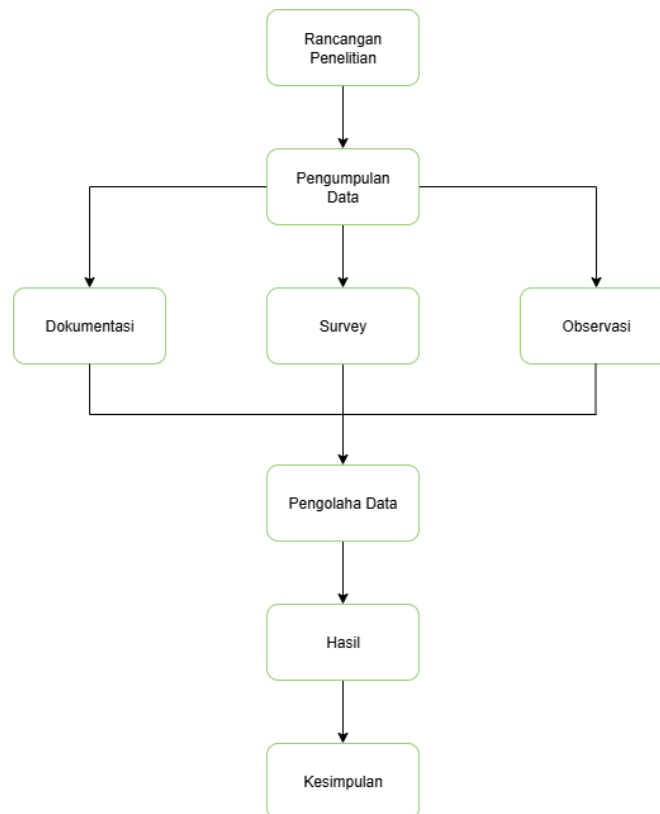 Rancangan
Penelitian
Pengumpulan
Data
Dokumentasi
Survey
Observasi
Pengolaha Data
Hasil
Kesimpulan